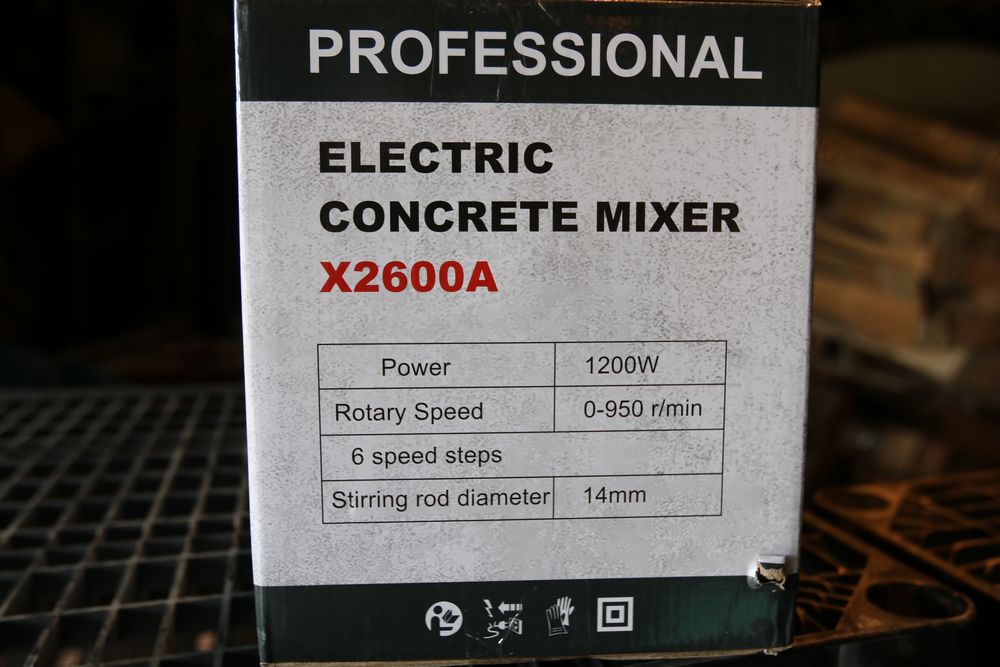 PROFESSIONAL
ELECTRIC
CONCRETE MIXER
X2600A
Power 1200W
Rotary Speed 0-950 r/min
6 speed steps
Stirring rod diameter 14mm